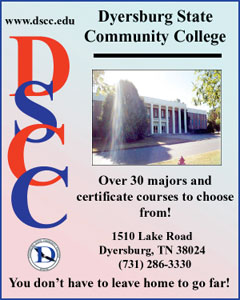 www.dscc.edu
Dyersburg State
Community College
DSCC
Over 30 majors and
certificate courses to choose
from!
1510 Lake Road
Dyersburg, TN 38024
(731) 286-3330
You don't have to leave home to go far!